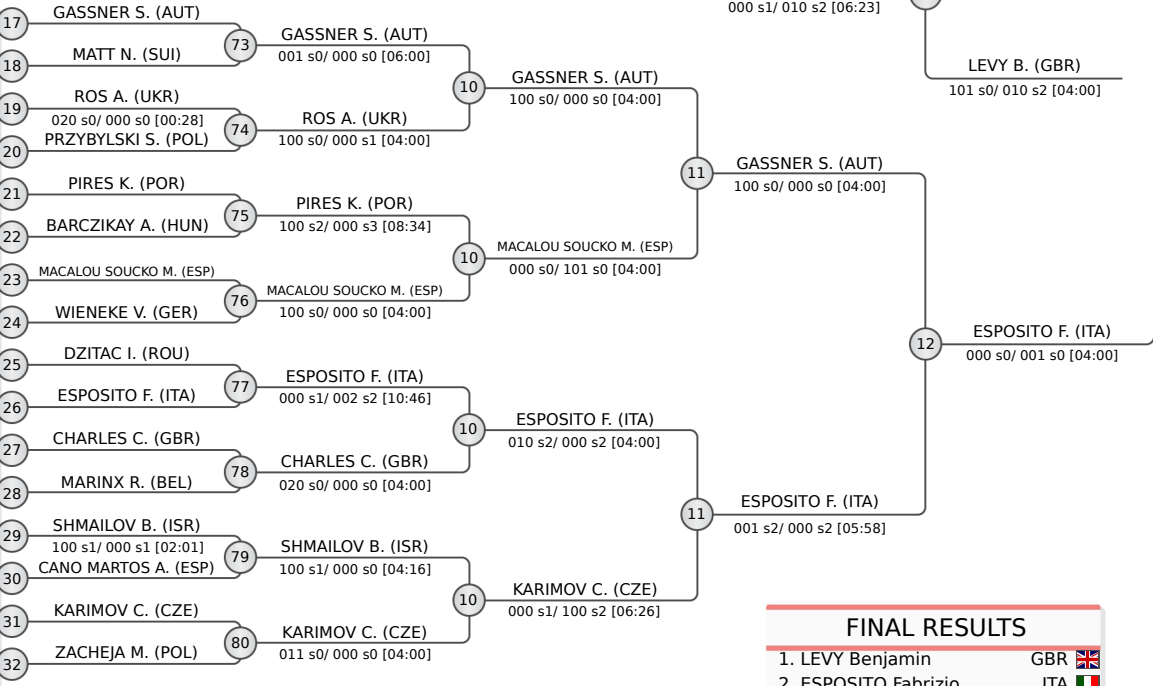 000 s1/ 010 s2 [06:23]
LEVY B. (GBR)
101 s0/ 010 s2 [04:00]
17
GASSNER S. (AUT)
18
MATT N. (SUI)
73
GASSNER S. (AUT)
001 s0/ 000 s0 [06:00]
19
ROS A. (UKR)
020 s0/ 000 s0 [00:28]
20
PRZYBYLSKI S. (POL)
74
ROS A. (UKR)
100 s0/ 000 s1 [04:00]
10
GASSNER S. (AUT)
100 s0/ 000 s0 [04:00]
21
PIRES K. (POR)
22
BARCZIKAY A. (HUN)
75
PIRES K. (POR)
100 s2/ 000 s3 [08:34]
23
MACALOU SOUCKO M. (ESP)
24
WIENEKE V. (GER)
76
MACALOU SOUCKO M. (ESP)
100 s0/ 000 s0 [04:00]
10
MACALOU SOUCKO M. (ESP)
000 s0/ 101 s0 [04:00]
11
GASSNER S. (AUT)
100 s0/ 000 s0 [04:00]
25
DZITAC I. (ROU)
26
ESPOSITO F. (ITA)
77
ESPOSITO F. (ITA)
000 s1/ 002 s2 [10:46]
27
CHARLES C. (GBR)
28
MARINX R. (BEL)
78
CHARLES C. (GBR)
020 s0/ 000 s0 [04:00]
10
ESPOSITO F. (ITA)
010 s2/ 000 s2 [04:00]
29
SHMAILOV B. (ISR)
100 s1/ 000 s1 [02:01]
30
CANO MARTOS A. (ESP)
79
SHMAILOV B. (ISR)
100 s1/ 000 s0 [04:16]
31
KARIMOV C. (CZE)
32
ZACHEJA M. (POL)
80
KARIMOV C. (CZE)
011 s0/ 000 s0 [04:00]
10
KARIMOV C. (CZE)
000 s1/ 100 s2 [06:26]
11
ESPOSITO F. (ITA)
001 s2/ 000 s2 [05:58]
12
ESPOSITO F. (ITA)
000 s0/ 001 s0 [04:00]
FINAL RESULTS
1. LEVY Benjamin GBR
2. ESPOSITO Fabrizio ITA